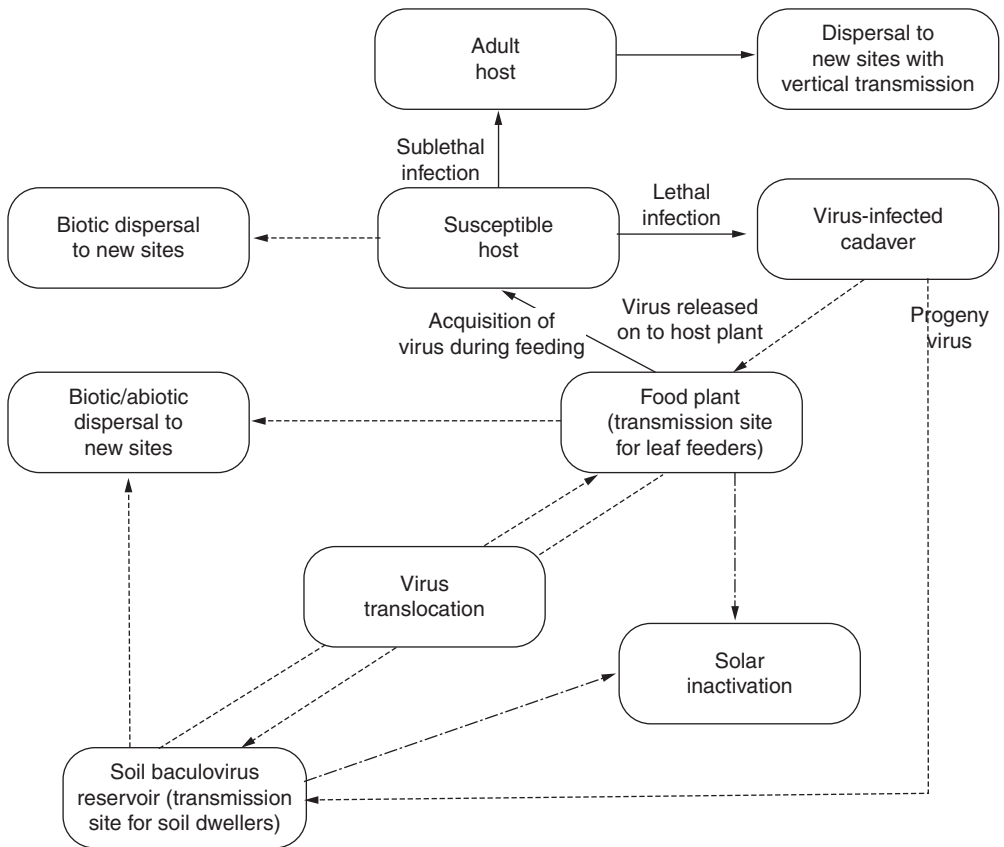 Adult
host
Dispersal to
new sites with
vertical transmission
Sublethal
infection
Biotic dispersal
to new sites
Susceptible
host
Lethal
infection
Virus-infected
cadaver
Acquisition of
virus during feeding
Virus released
on to host plant
Progeny
virus
Biotic/abiotic
dispersal to
new sites
Food plant
(transmission site
for leaf feeders)
Virus
translocation
Solar
inactivation
Soil baculovirus
reservoir (transmission
site for soil dwellers)